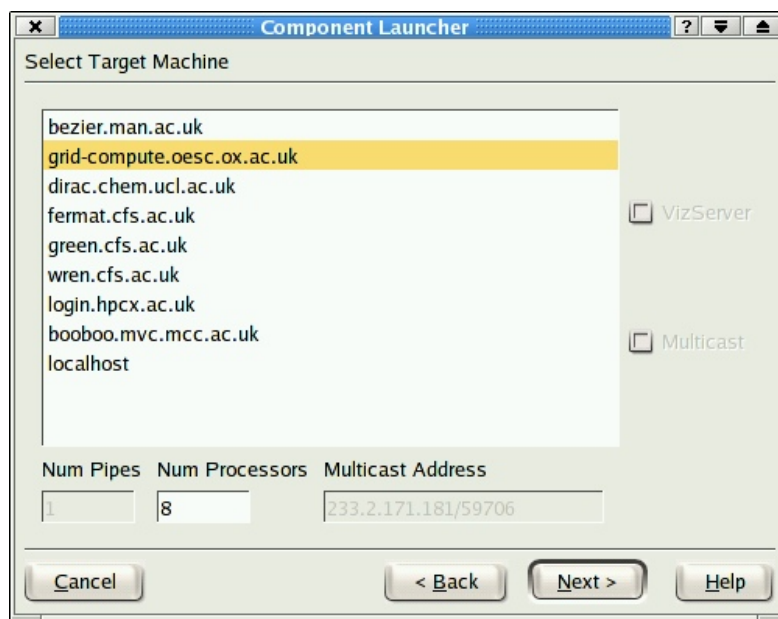 Component Launcher
?
Select Target Machine
bezier.man.ac.uk
grid-compute.oesc.ox.ac.uk
dirac.chem.ucl.ac.uk
fermat.cfs.ac.uk
green.cfs.ac.uk
wren.cfs.ac.uk
login.hpcx.ac.uk
booboo.mvc.mcc.ac.uk
localhost
VizServer
Multicast
Num Pipes Num Processors Multicast Address
1 8 233.2.171.181/59706
Cancel < Back Next > Help